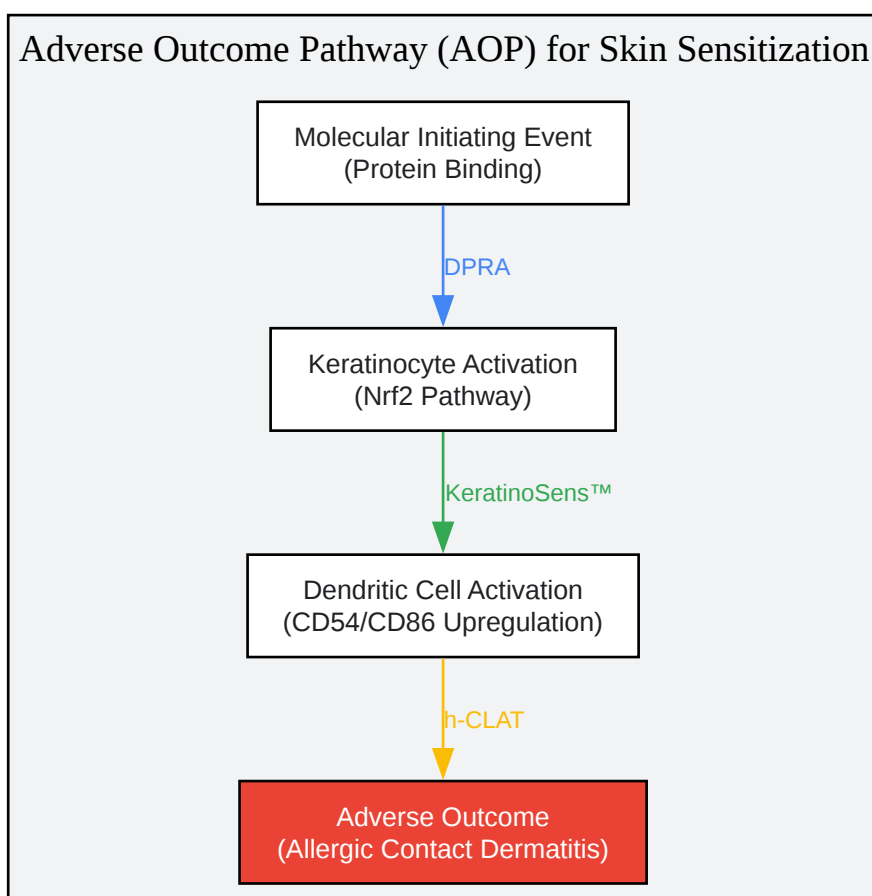 Adverse Outcome Pathway (AOP) for Skin Sensitization
Molecular Initiating Event
(Protein Binding)
DPRA
Keratinocyte Activation
(Nrf2 Pathway)
KeratinoSens™
Dendritic Cell Activation
(CD54/CD86 Upregulation)
h-CLAT
Adverse Outcome
(Allergic Contact Dermatitis)